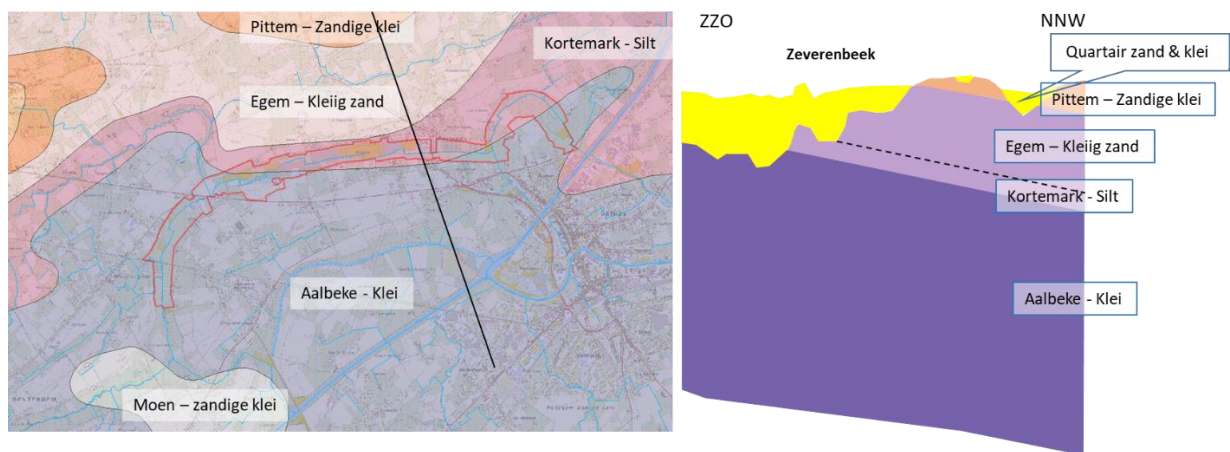 Pittem – Zandige klei
Kortemark - Silt
Egem – Kleiig zand
Aalbeke - Klei
Moen – zandige klei
ZZO
NNW
Zeverenbeek
Quartair zand & klei
Pittem – Zandige klei
Egem – Kleiig zand
Kortemark - Silt
Aalbeke - Klei